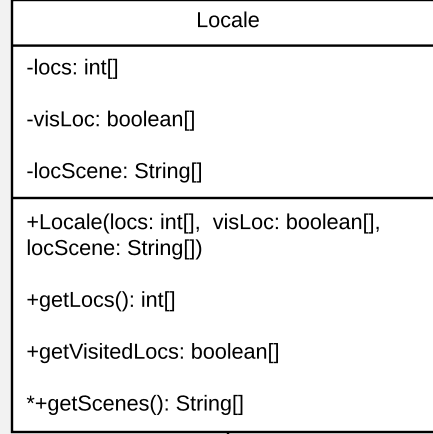 Locale
-locs: int[]
-visLoc: boolean[]
-locScene: String[]
+Locale(locs: int[], visLoc: boolean[],
locScene: String[])
+getLocs(): int[]
+getVisitedLocs: boolean[]
*+getScenes(): String[]